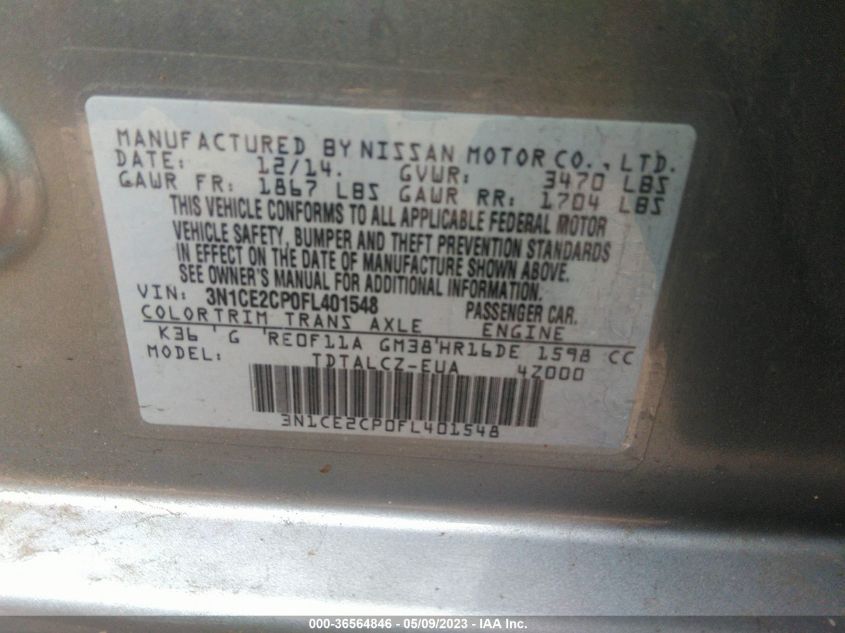 MANUFACTURED BY NISSAN MOTOR CO., LTD.
DATE: 12/14. GVWR: 3470 LBS
GAWR FR: 1867 LBS GAWR RR: 1704 LBS
THIS VEHICLE CONFORMS TO ALL APPLICABLE FEDERAL MOTOR
VEHICLE SAFETY, BUMPER AND THEFT PREVENTION STANDARDS
IN EFFECT ON THE DATE OF MANUFACTURE SHOWN ABOVE.
SEE OWNER'S MANUAL FOR ADDITIONAL INFORMATION.
VIN: 3N1CE2CP0FL401548 PASSENGER CAR.
COLORTRIM TRANS AXLE ENGINE
K36 ' G 'RE0F11A GM38'HR16DE 1598 CC
MODEL: TDTALCZ-EUA 4Z000
3N1CE2CP0FL401548
000-36564846 - 05/09/2023 - IAA Inc.